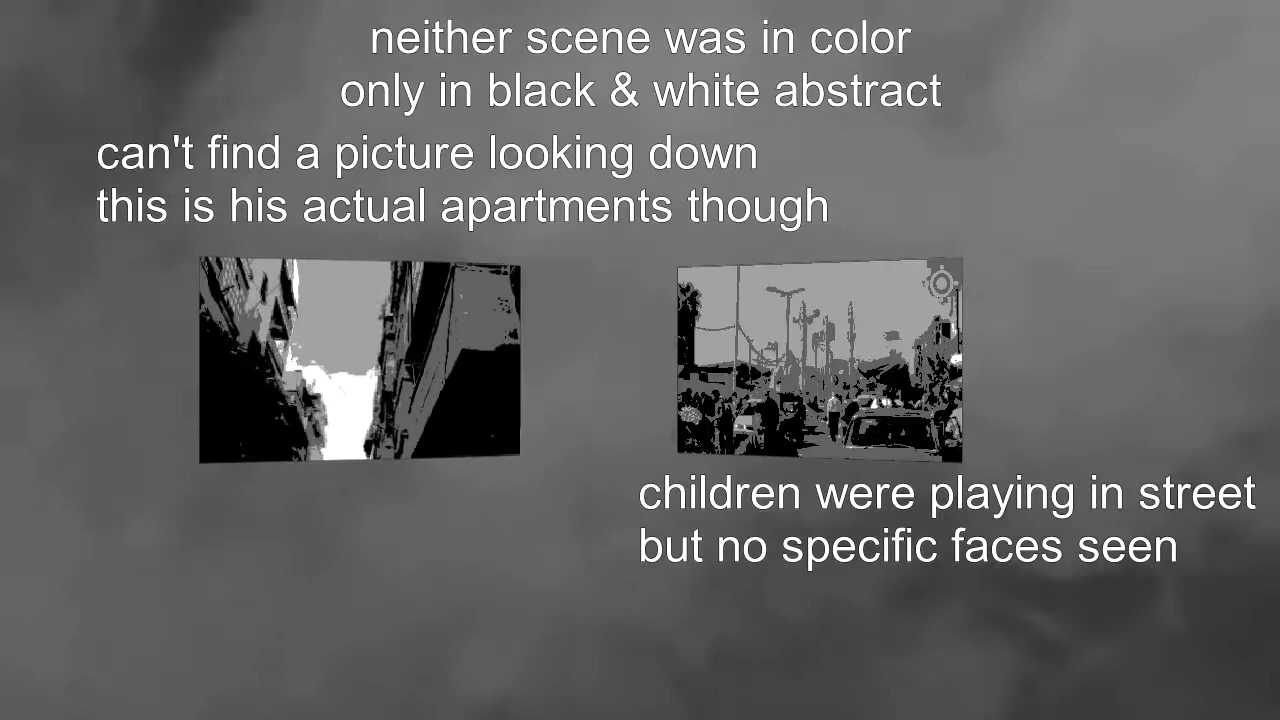 neither scene was in color
only in black & white abstract
can't find a picture looking down
this is his actual apartments though
children were playing in street
but no specific faces seen